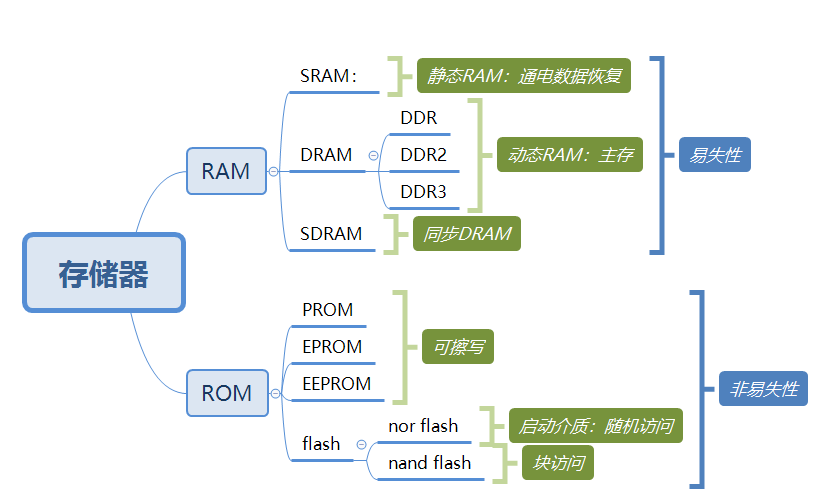 存储器
RAM
SRAM：
静态RAM：通电数据恢复
DRAM
DDR
DDR2
DDR3
动态RAM：主存
SDRAM
同步DRAM
易失性
ROM
PROM
EPROM
EEPROM
可擦写
flash
nor flash
启动介质：随机访问
nand flash
块访问
非易失性